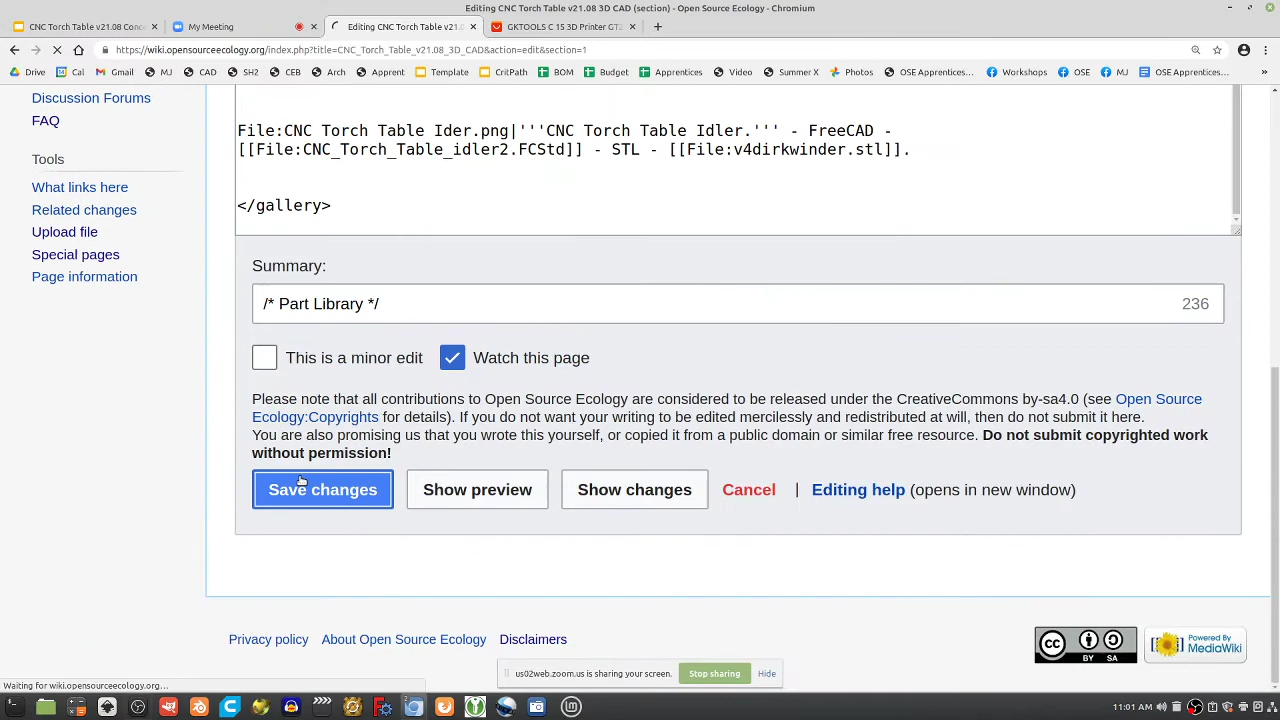 Editing CNC Torch Table v21.08 3D CAD (section) - Open Source Ecology - Chromium
CNC Torch Table v21.08 Conc
My Meeting
Editing CNC Torch Table v21.
GKTOOLS C 15 3D Printer GT2
https://wiki.opensourceecology.org/index.php?title=CNC_Torch_Table_v21.08_3D_CAD&action=edit&section=1
Drive
Cal
Gmail
MJ
CAD
SH2
CEB
Arch
Apprent
Template
CritPath
BOM
Budget
Apprentices
Video
Summer X
Photos
OSE Apprentices...
Workshops
OSE
MJ
OSE Apprentices...
Discussion Forums
FAQ
Tools
What links here
Related changes
Upload file
Special pages
Page information
File:CNC Torch Table Ider.png|'''CNC Torch Table Idler.''' - FreeCAD -
[[File:CNC_Torch_Table_idler2.FCStd]] - STL - [[File:v4dirkwinder.stl]].
</gallery>
Summary:
/* Part Library */
236
This is a minor edit
Watch this page
Please note that all contributions to Open Source Ecology are considered to be released under the CreativeCommons by-sa4.0 (see Open Source
Ecology:Copyrights for details). If you do not want your writing to be edited mercilessly and redistributed at will, then do not submit it here.
You are also promising us that you wrote this yourself, or copied it from a public domain or similar free resource. Do not submit copyrighted work
without permission!
Save changes
Show preview
Show changes
Cancel
|
Editing help (opens in new window)
Privacy policy
About Open Source Ecology
Disclaimers
CC BY SA
Powered By MediaWiki
us02web.zoom.us is sharing your screen.
Stop sharing
Hide
Waiting for wiki.opensourceecology.org...
11:01 AM